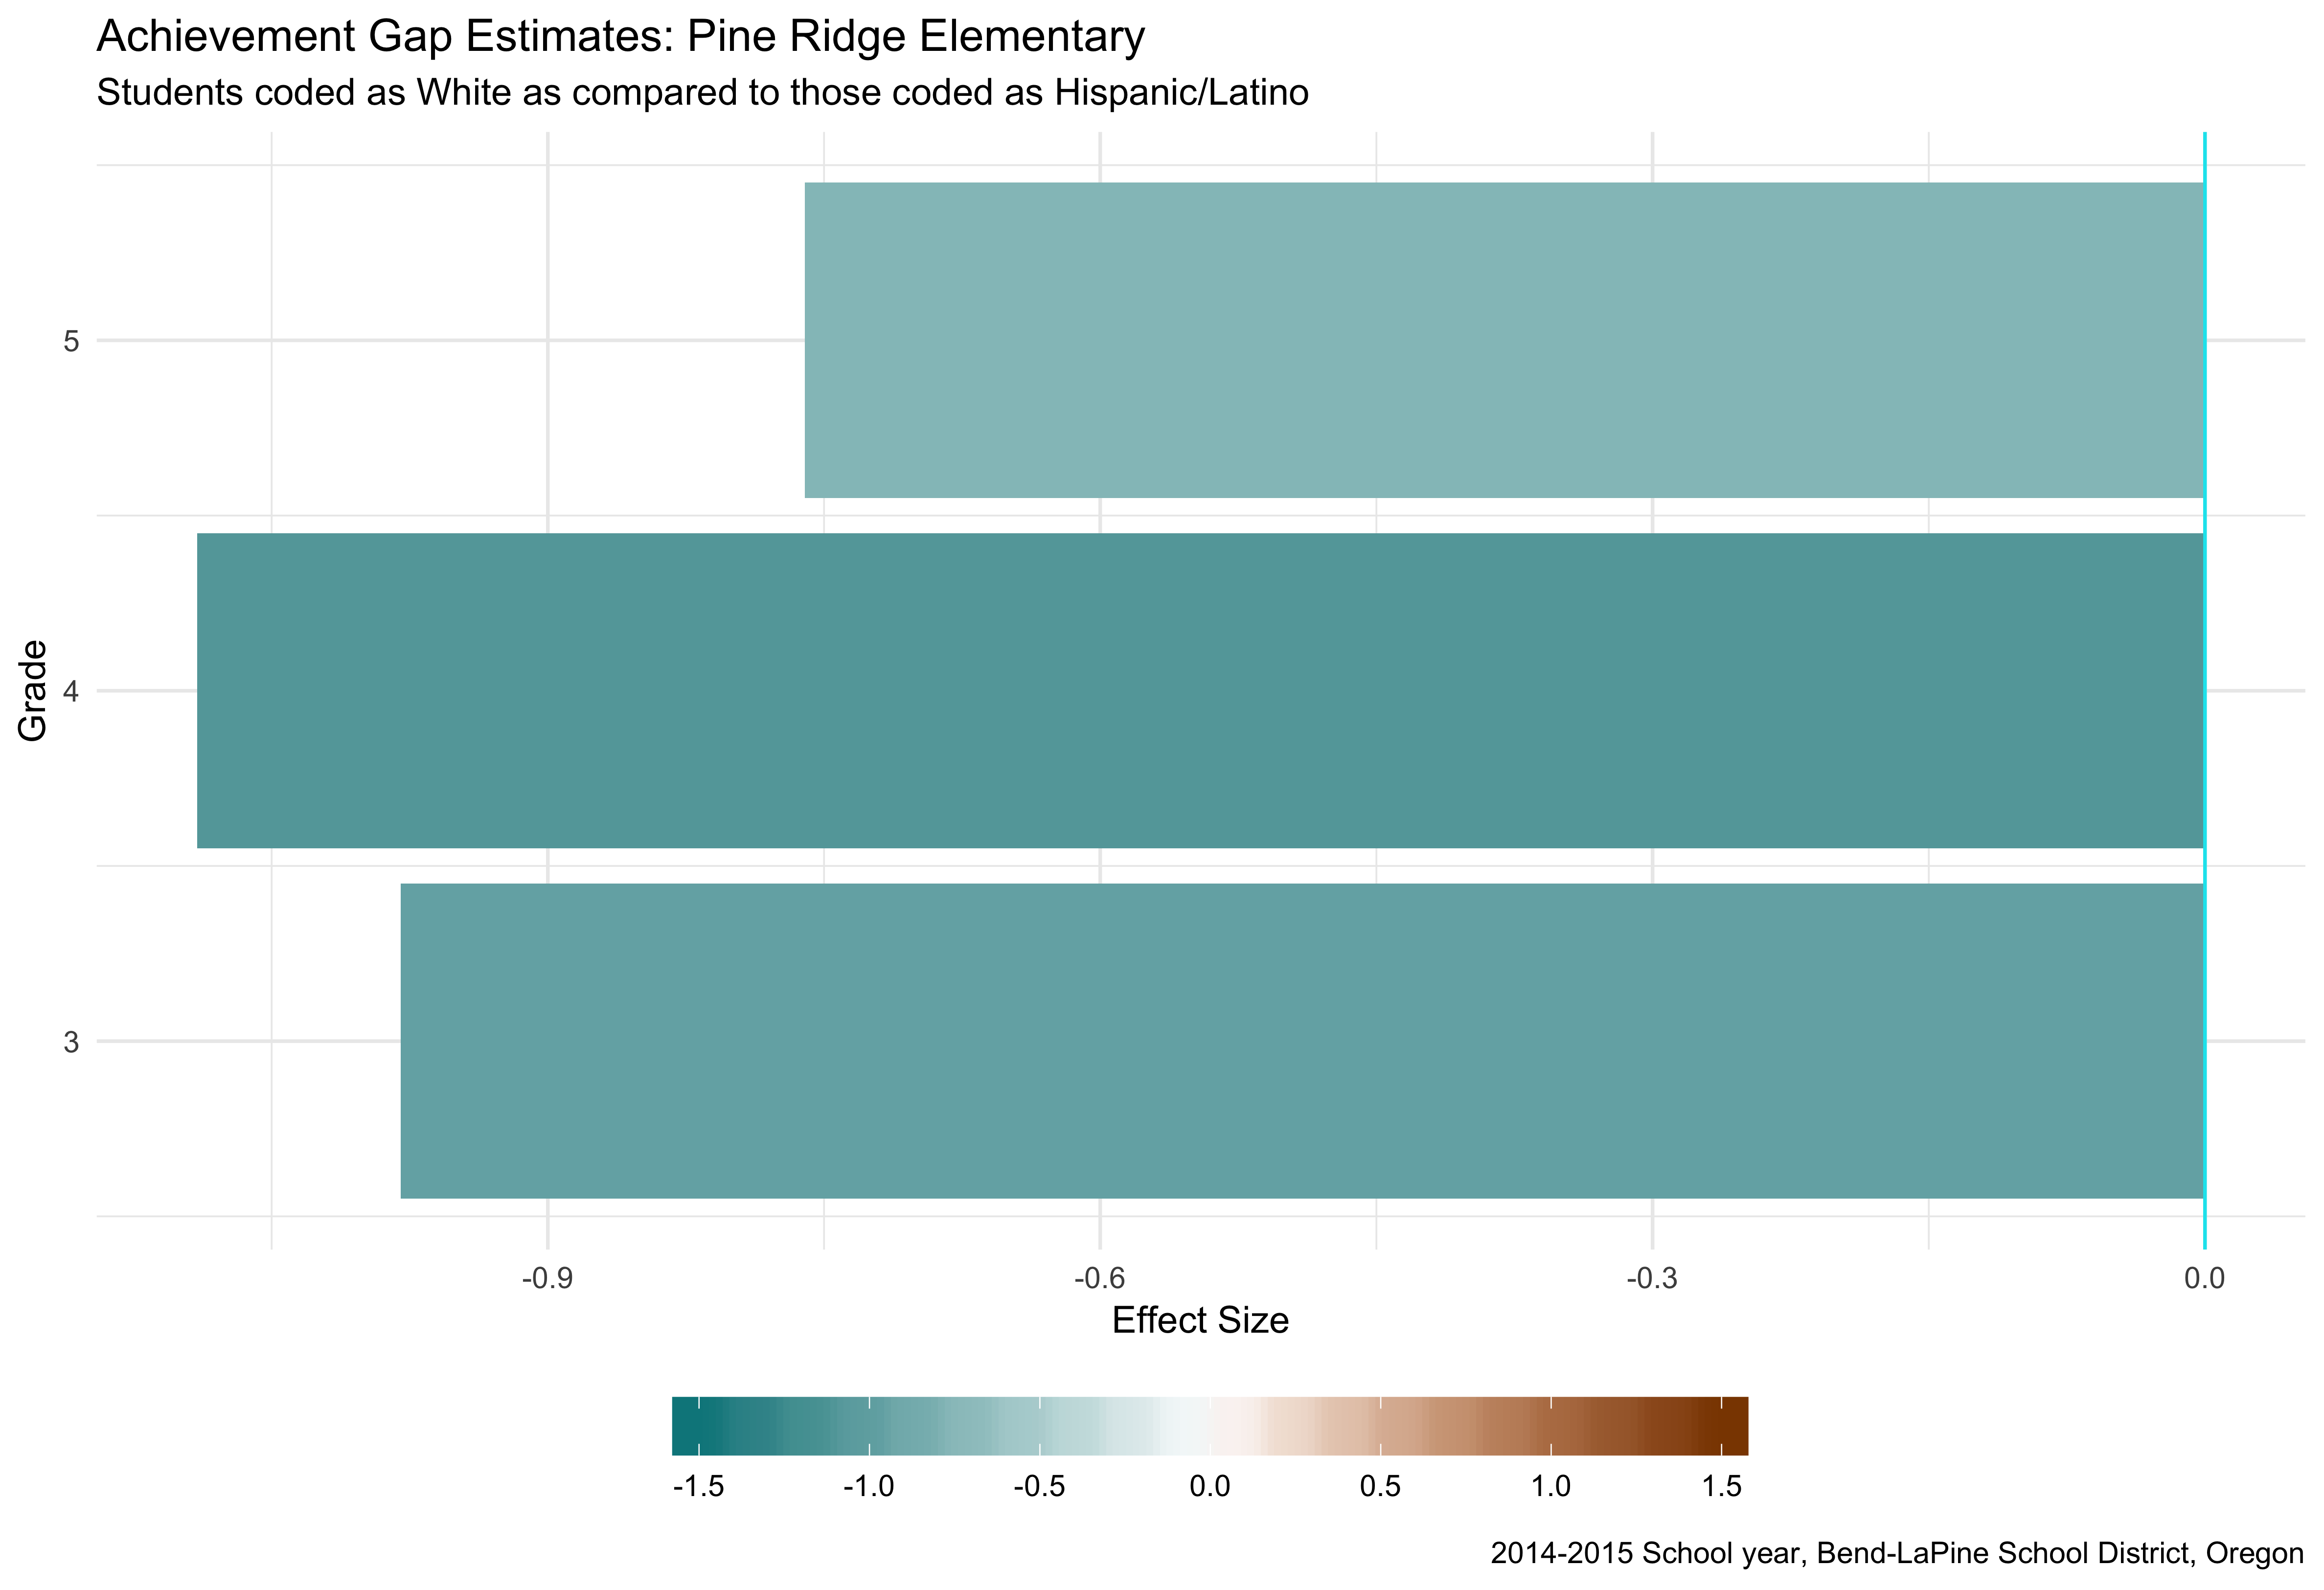 Achievement Gap Estimates: Pine Ridge Elementary
Students coded as White as compared to those coded as Hispanic/Latino
5
4
3
Grade
-0.9 -0.6 -0.3 0.0
Effect Size
-1.5 -1.0 -0.5 0.0 0.5 1.0 1.5
2014-2015 School year, Bend-LaPine School District, Oregon